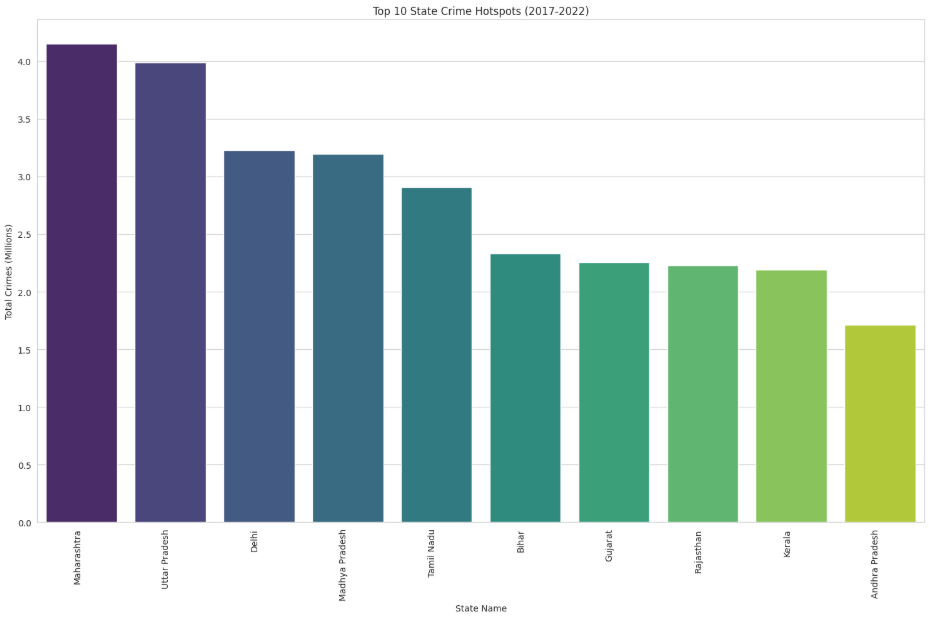 Top 10 State Crime Hotspots (2017-2022)
Total Crimes (Millions)
4.0
3.5
3.0
2.5
2.0
1.5
1.0
0.5
0.0
Maharashtra
Uttar Pradesh
Delhi
Madhya Pradesh
Tamil Nadu
Bihar
Gujarat
Rajasthan
Kerala
Andhra Pradesh
State Name